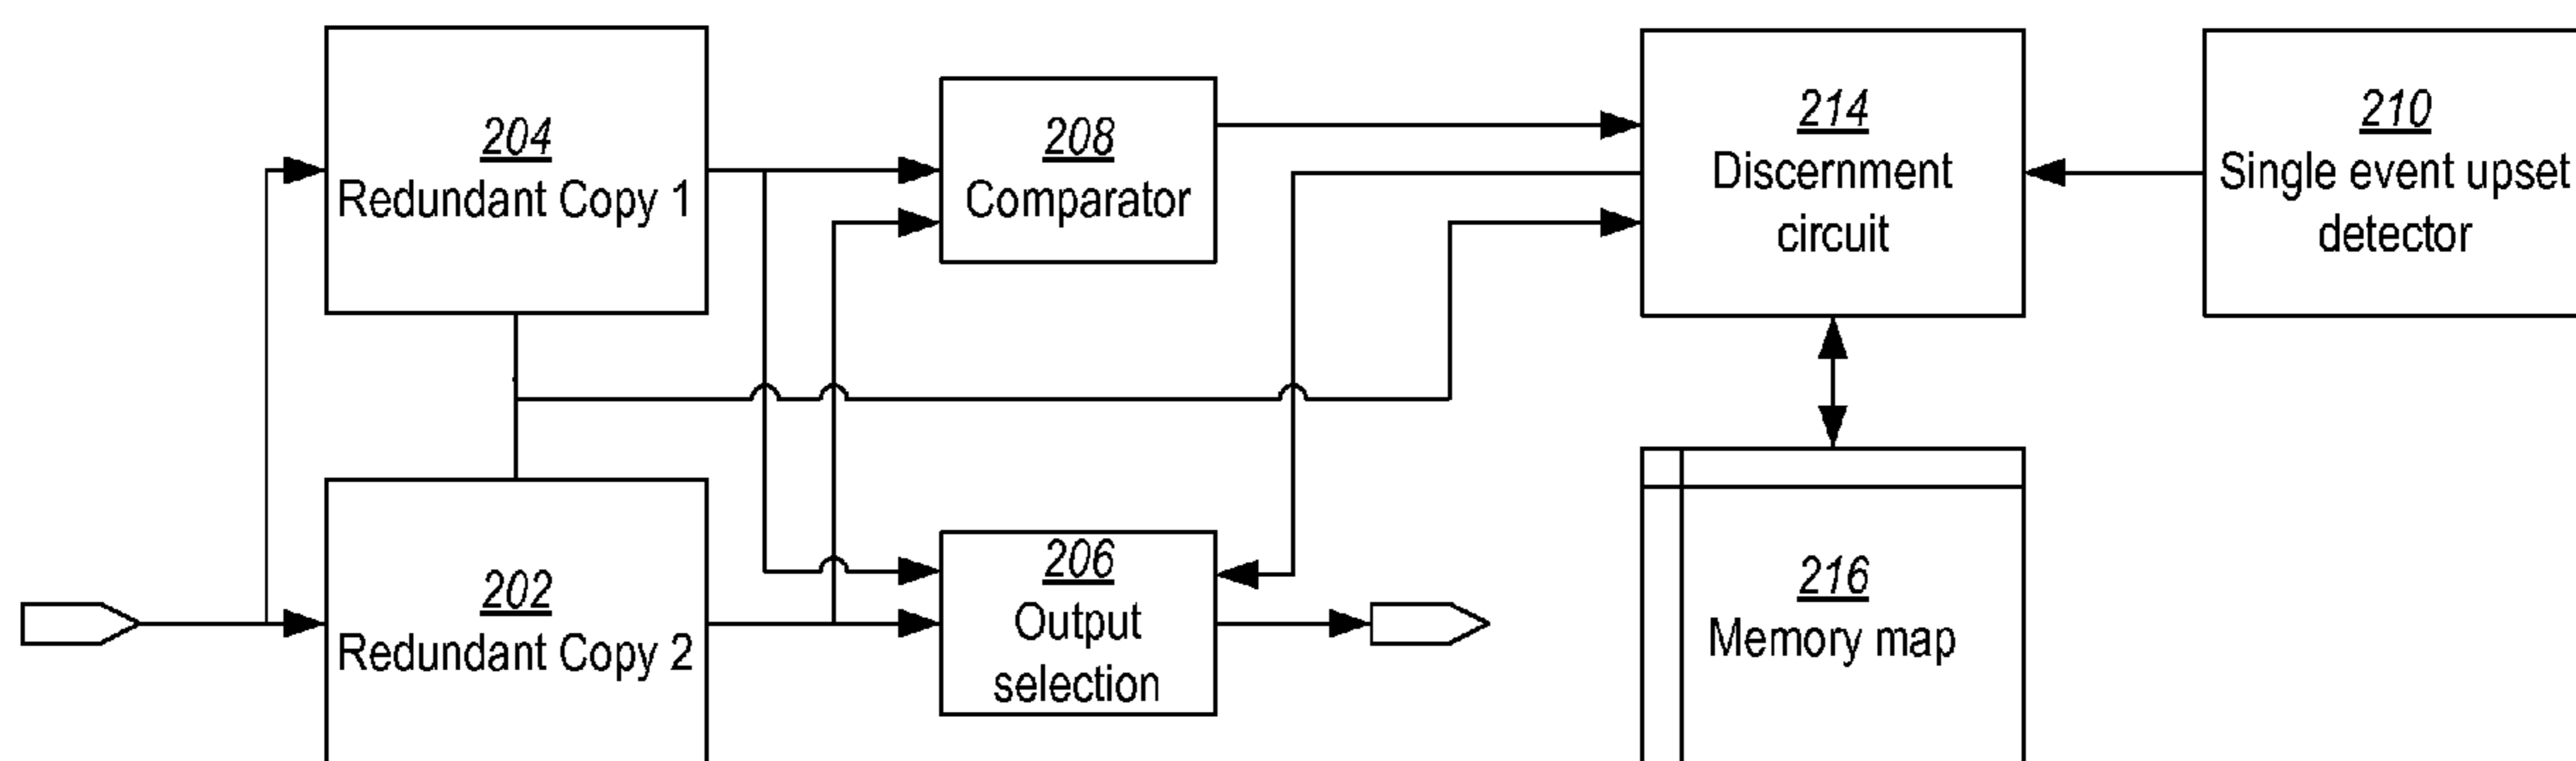 204
Redundant Copy 1
208
Comparator
214
Discernment
circuit
210
Single event upset
detector
202
Redundant Copy 2
206
Output
selection
216
Memory map